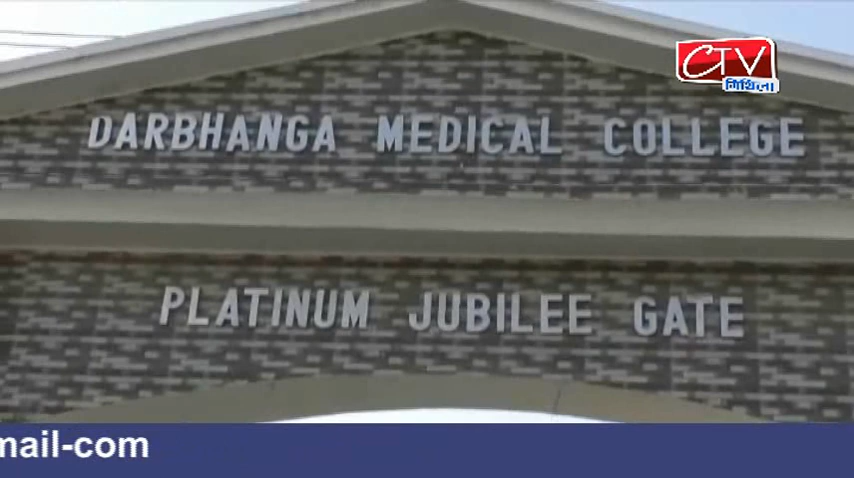 CTV
मिथिला
DARBHANGA MEDICAL COLLEGE
PLATINUM JUBILEE GATE
mail-com